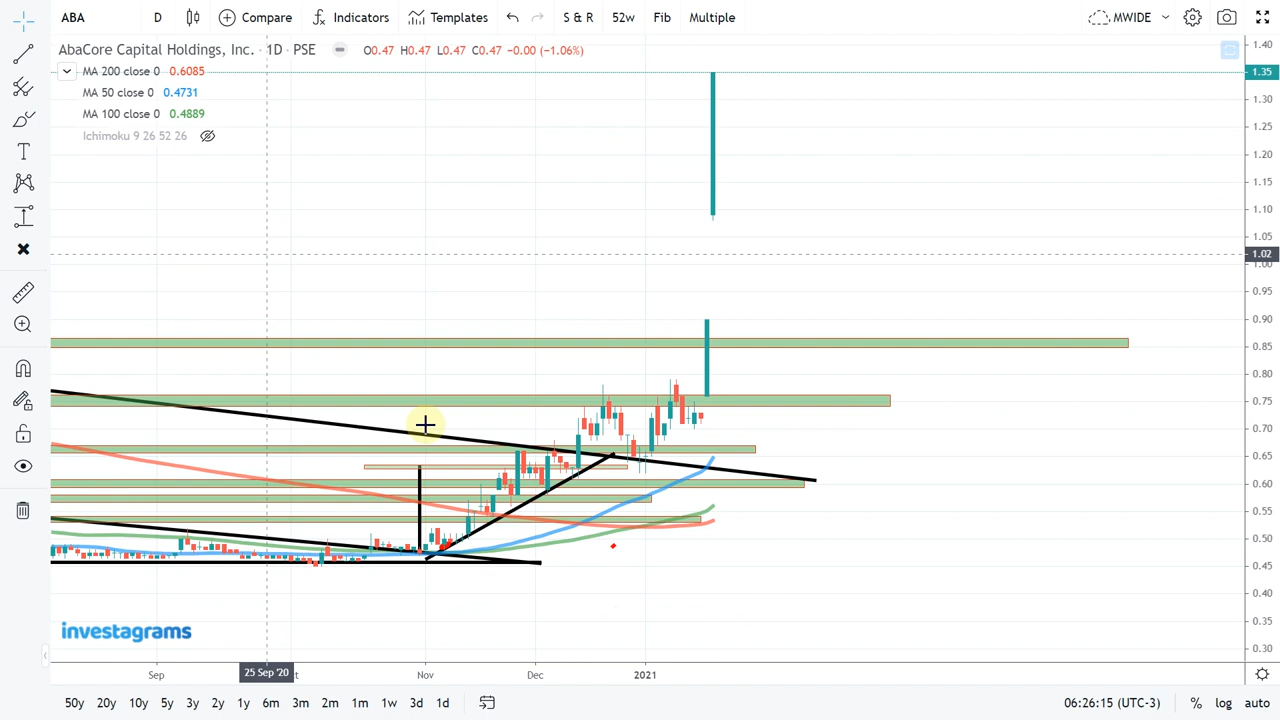 ABA D Compare Indicators Templates S & R 52w Fib Multiple MWIDE
AbaCore Capital Holdings, Inc. · 1D · PSE O0.47 H0.47 L0.47 C0.47 −0.00 (−1.06%)
MA 200 close 0 0.6085
MA 50 close 0 0.4731
MA 100 close 0 0.4889
Ichimoku 9 26 52 26
1.40
1.35
1.30
1.25
1.20
1.15
1.10
1.05
1.02
1.00
0.95
0.90
0.85
0.80
0.75
0.70
0.65
0.60
0.55
0.50
0.45
0.40
0.35
0.30
investagrams
Sep 25 Sep '20 Nov Dec 2021
50y 20y 10y 5y 3y 2y 1y 6m 3m 2m 1m 1w 3d 1d 06:26:15 (UTC-3) % log auto